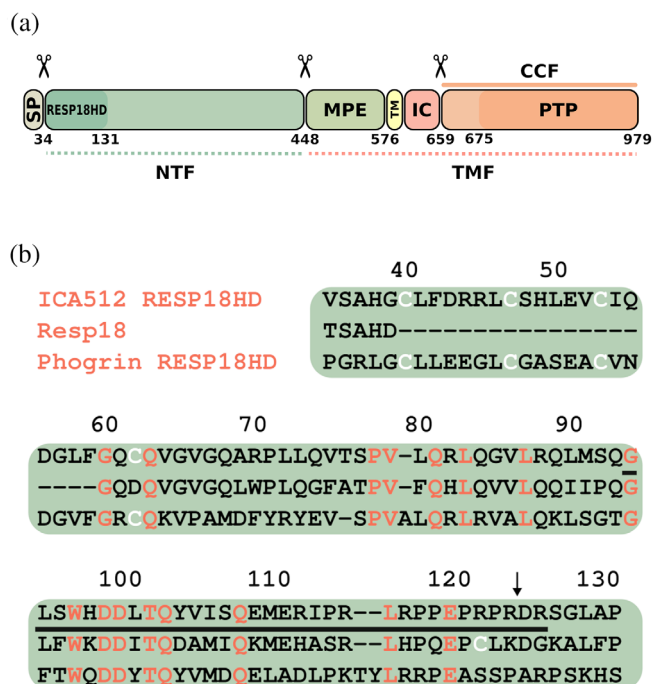 (a)
CCF
SP RESP18HD MPE TM IC PTP
34 131 448 576 659 675 979
NTF TMF
(b)
40 50
ICA512 RESP18HD VSAHGCLFDRRLCSHLEVCIQ
Resp18 TSAHD----------------
Phogrin RESP18HD PGRLGCLLEEGLCGASEACVN
60 70 80 90
DGLFGQCQVGVGQARPLLQVTSPV-LQRLQGVLRQLMSQG
----GQDQVGVGQLWPLQGFATPV-FQHLQVVLQQIIPQG
DGVFGRCQKVPAMDFYRYEV-SPVALQRLRVALQKLSGTG
100 110 120 130
LSWHDDLTQYVISQEMERIPR--LRPPEPRPRDRSGLAP
LFWKDDITQDAMIQKMEHASR--LHPQEPCLKDGKALFP
FTWQDDYTQYVMDQELADLPKTYLRRPEASSPARPSKHS